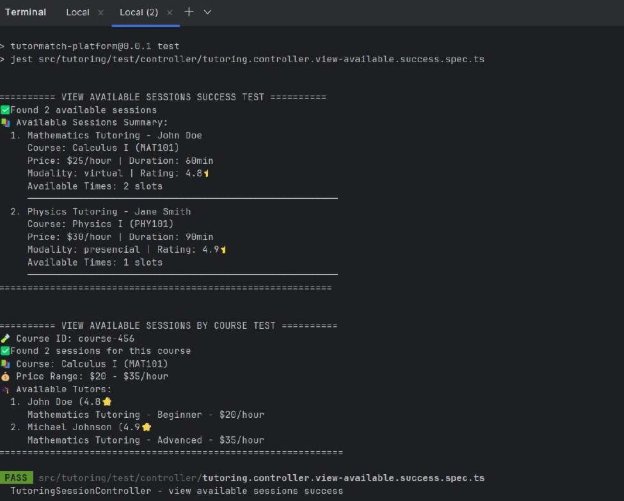 Terminal Local × Local (2) × + ∨
> tutormatch-platform@0.0.1 test
> jest src/tutoring/test/controller/tutoring.controller.view-available.success.spec.ts
========== VIEW AVAILABLE SESSIONS SUCCESS TEST ==========
✅Found 2 available sessions
📚 Available Sessions Summary:
1. Mathematics Tutoring - John Doe
Course: Calculus I (MAT101)
Price: $25/hour | Duration: 60min
Modality: virtual | Rating: 4.8⭐
Available Times: 2 slots
─────────────────────────────────────────────
2. Physics Tutoring - Jane Smith
Course: Physics I (PHY101)
Price: $30/hour | Duration: 90min
Modality: presencial | Rating: 4.9⭐
Available Times: 1 slots
─────────────────────────────────────────────
============================================================
========== VIEW AVAILABLE SESSIONS BY COURSE TEST ==========
Course ID: course-456
✅Found 2 sessions for this course
📚 Course: Calculus I (MAT101)
💰 Price Range: $20 - $35/hour
Available Tutors:
1. John Doe (4.8⭐
Mathematics Tutoring - Beginner - $20/hour
2. Michael Johnson (4.9⭐
Mathematics Tutoring - Advanced - $35/hour
==============================================================
PASS src/tutoring/test/controller/tutoring.controller.view-available.success.spec.ts
TutoringSessionController - view available sessions success